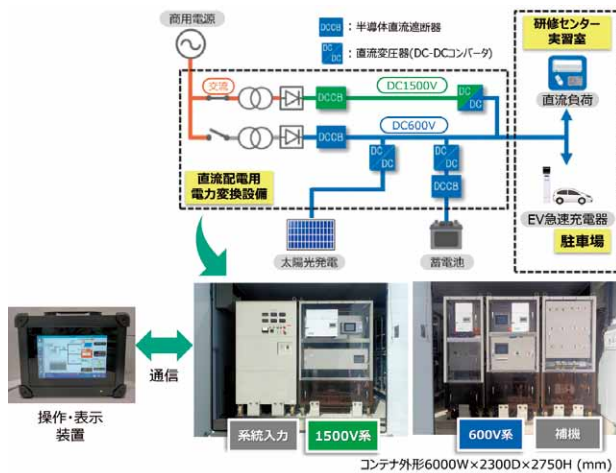 商用電源
DCCB
：半導体直流遮断器
DC
DC
：直流変圧器(DC-DCコンバータ)
研修センター
実習室
直流負荷
交流
DCCB
DC1500V
DC
DC
DCCB
DC600V
DC
DC
DC
DC
DCCB
直流配電用
電力変換設備
太陽光発電
蓄電池
EV急速充電器
駐車場
通信
操作・表示
装置
系統入力
1500V系
600V系
補機
コンテナ外形6000W×2300D×2750H (mm)